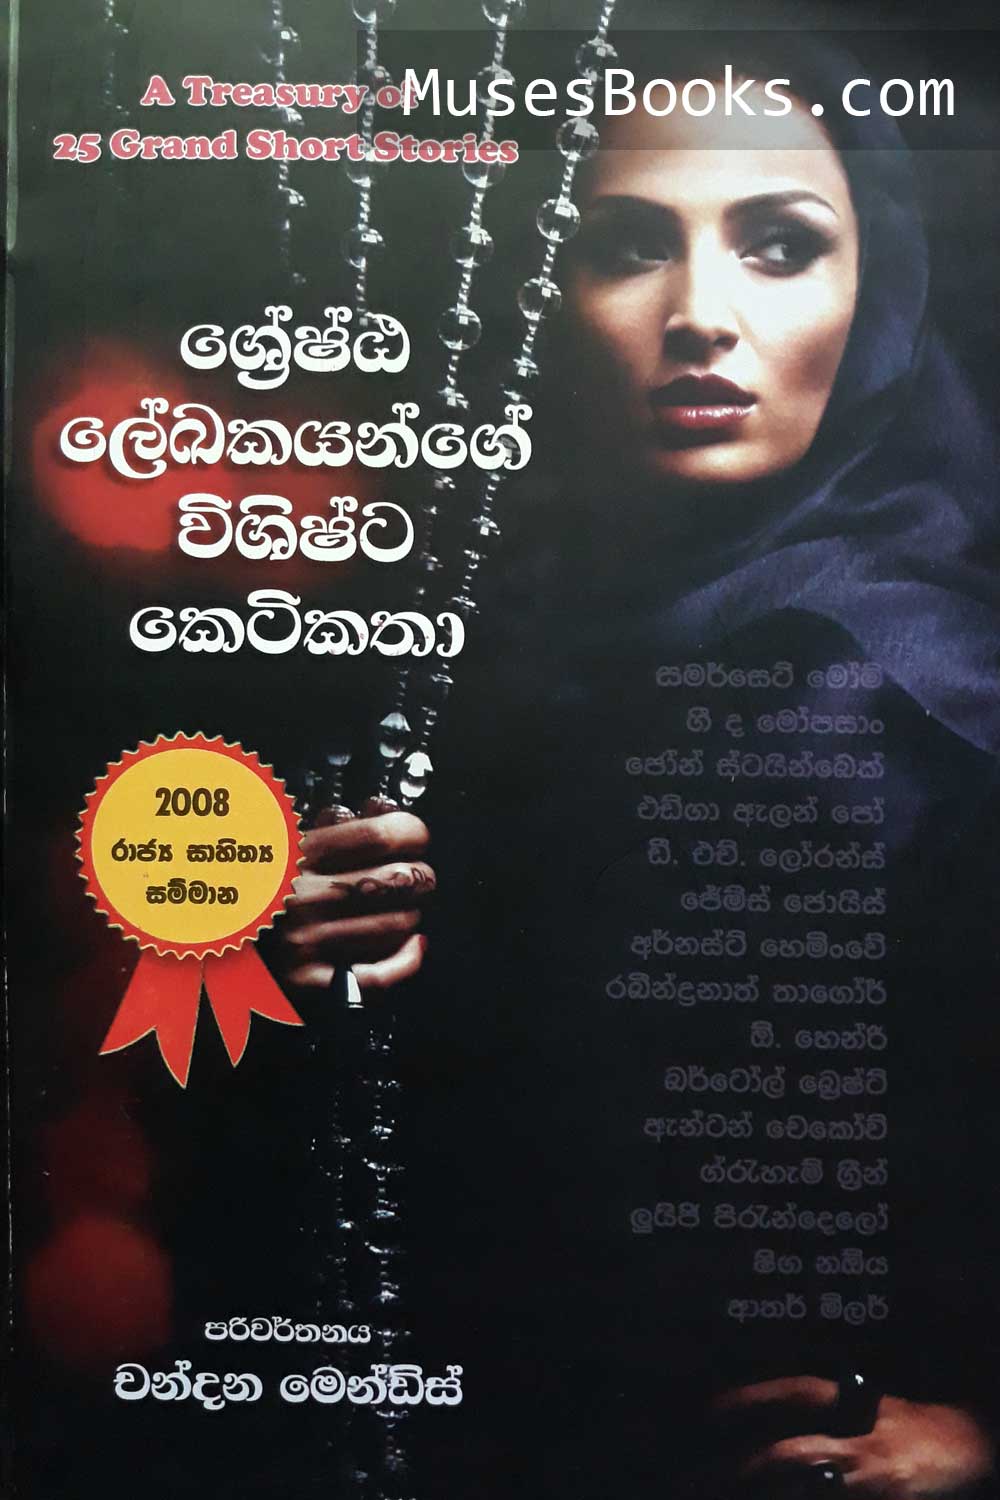 MusesBooks.com
A Treasury of
25 Grand Short Stories
ශ්‍රේෂ්ඨ
ලේඛකයන්ගේ
විශිෂ්ට
කෙටිකතා
2008
රාජ්‍ය සාහිත්‍ය
සම්මාන
සමර්සෙට් මෝම්
ගී ද මෝපසාං
ජෝන් ස්ටයින්බෙක්
එඩ්ගා ඇලන් පෝ
ඩී. එච්. ලෝරන්ස්
ජේම්ස් ජොයිස්
අර්නස්ට් හෙමිංවේ
රබින්ද්‍රනාත් තාගෝර්
ඕ. හෙන්රි
බර්ටෝල් බ්‍රෙෂ්ට්
ඇන්ටන් චෙකෝව්
ග්රැහැම් ග්‍රීන්
ලුයිජි පිරැන්දෙලෝ
ෂිග නඕය
ආතර් මිලර්
පරිවර්තනය
චන්දන මෙන්ඩිස්